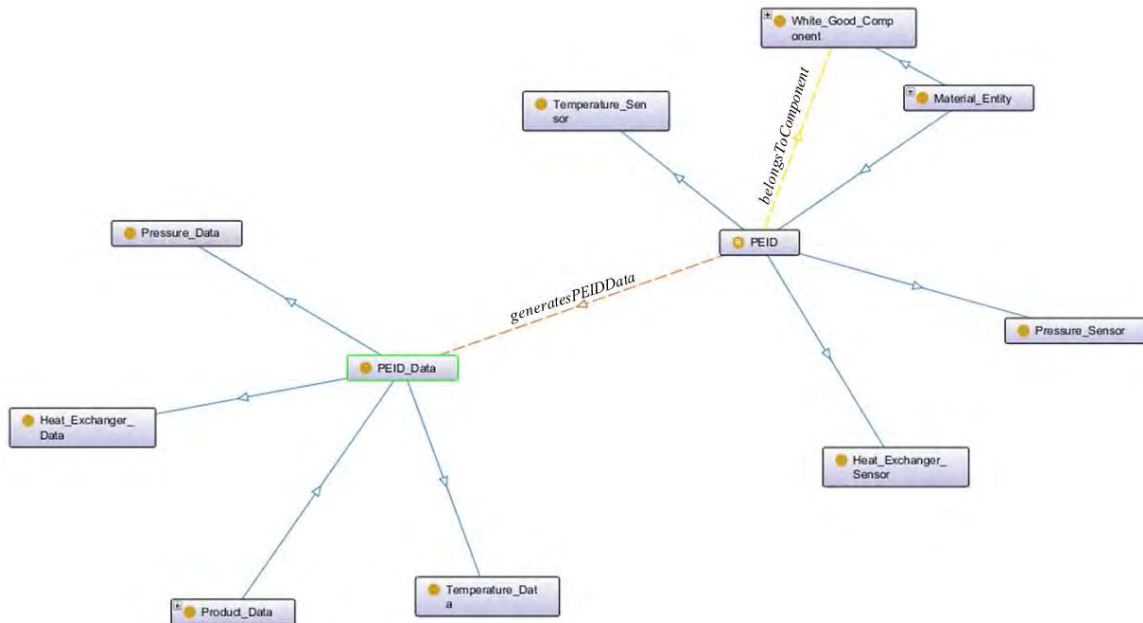 White_Good_Comp
onent
Material_Entity
Temperature_Sen
sor
belongsToComponent
Pressure_Data
PEID
generatesPEIDData
Pressure_Sensor
PEID_Data
Heat_Exchanger_
Data
Heat_Exchanger_
Sensor
Temperature_Dat
a
Product_Data